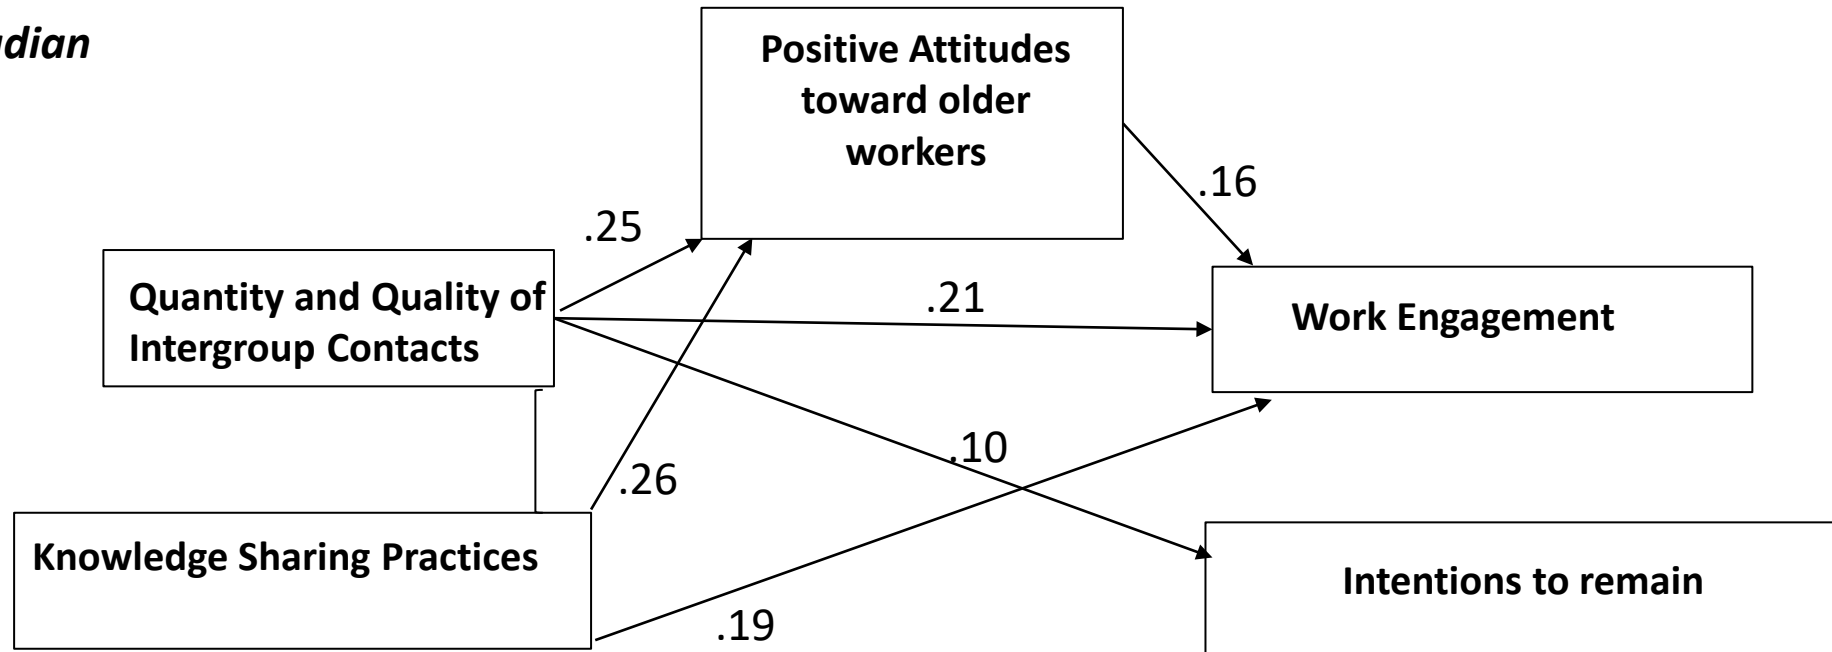 adian
Positive Attitudes
toward older
workers
.16
.25
Quantity and Quality of
Intergroup Contacts
.21
Work Engagement
.10
.26
Knowledge Sharing Practices
Intentions to remain
.19